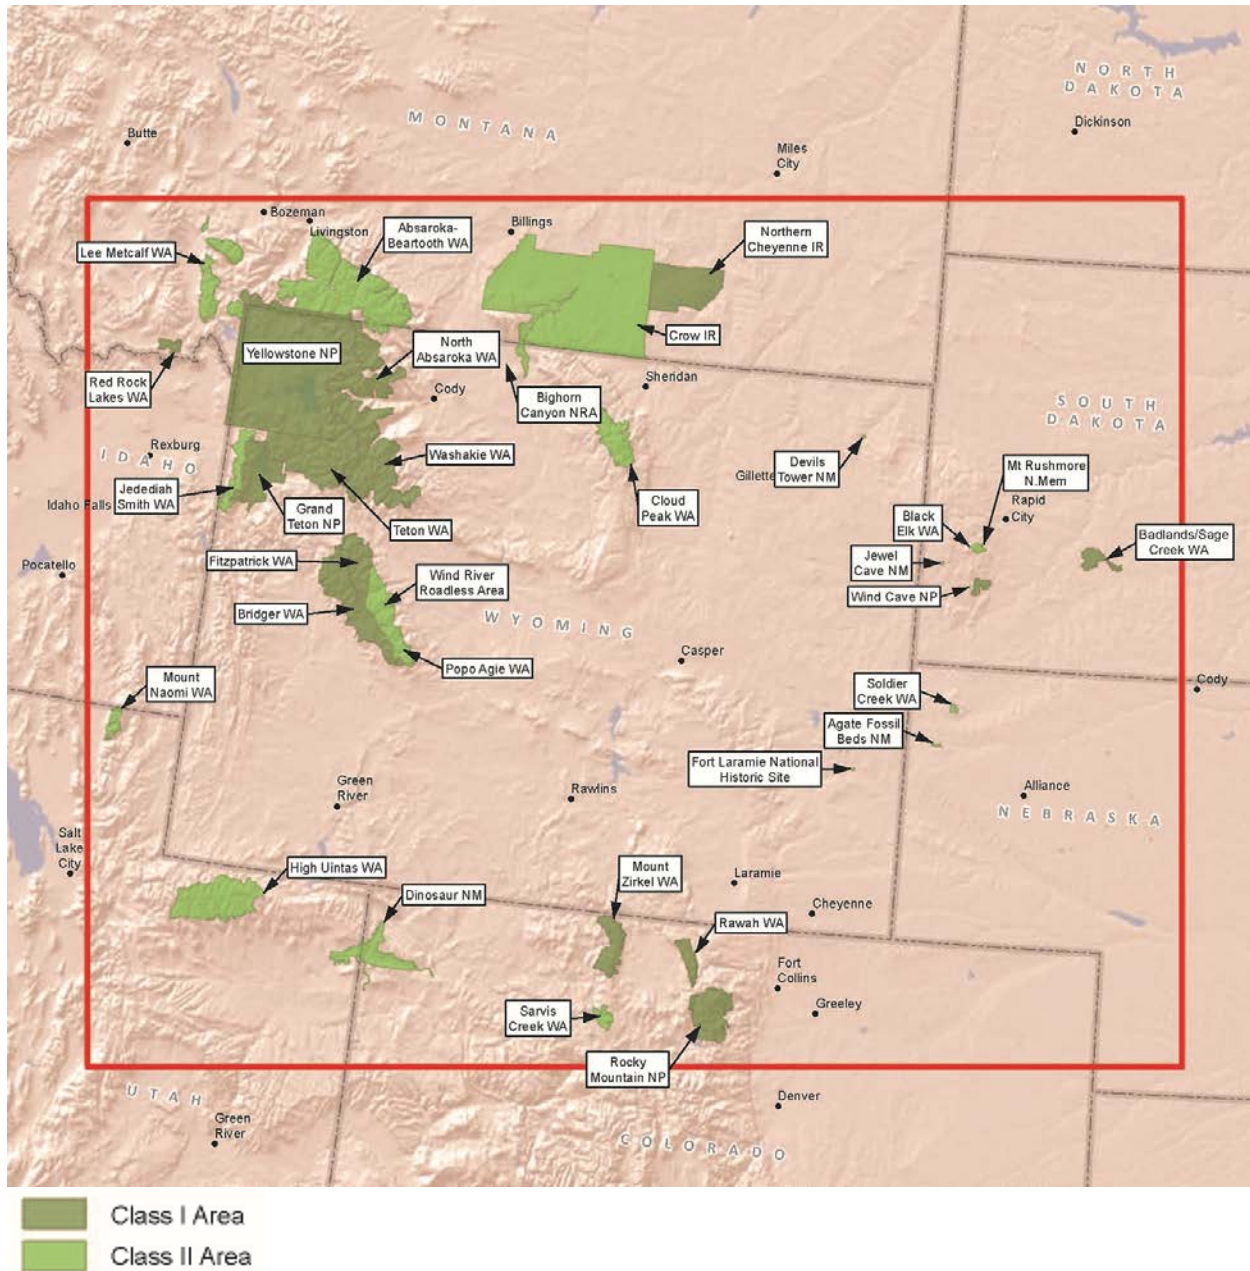 NORTH
DAKOTA
Dickinson
MONTANA
Butte
Miles
City
Bozeman
Livingston
Absaroka-
Beartooth WA
Billings
Northern
Cheyenne IR
Lee Metcalf WA
Crow IR
Yellowstone NP
North
Absaroka WA
Red Rock
Lakes WA
Cody
Bighorn
Canyon NRA
Sheridan
SOUTH
DAKOTA
Rexburg
IDAHO
Washakie WA
Jedediah
Smith WA
Idaho Falls
Grand
Teton NP
Teton WA
Cloud
Peak WA
Gillette
Devils
Tower NM
Mt Rushmore
N.Mem
Rapid
City
Black
Elk WA
Badlands/Sage
Creek WA
Jewel
Cave NM
Wind Cave NP
Pocatello
Fitzpatrick WA
Wind River
Roadless Area
Bridger WA
WYOMING
Popo Agie WA
Casper
Mount
Naomi WA
Soldier
Creek WA
Cody
Agate Fossil
Beds NM
Fort Laramie National
Historic Site
Green
River
Rawlins
Alliance
NEBRASKA
Salt
Lake
City
High Uintas WA
Dinosaur NM
Mount
Zirkel WA
Laramie
Cheyenne
Rawah WA
Fort
Collins
Greeley
Sarvis
Creek WA
Rocky
Mountain NP
Denver
UTAH
Green
River
COLORADO
Class I Area
Class II Area